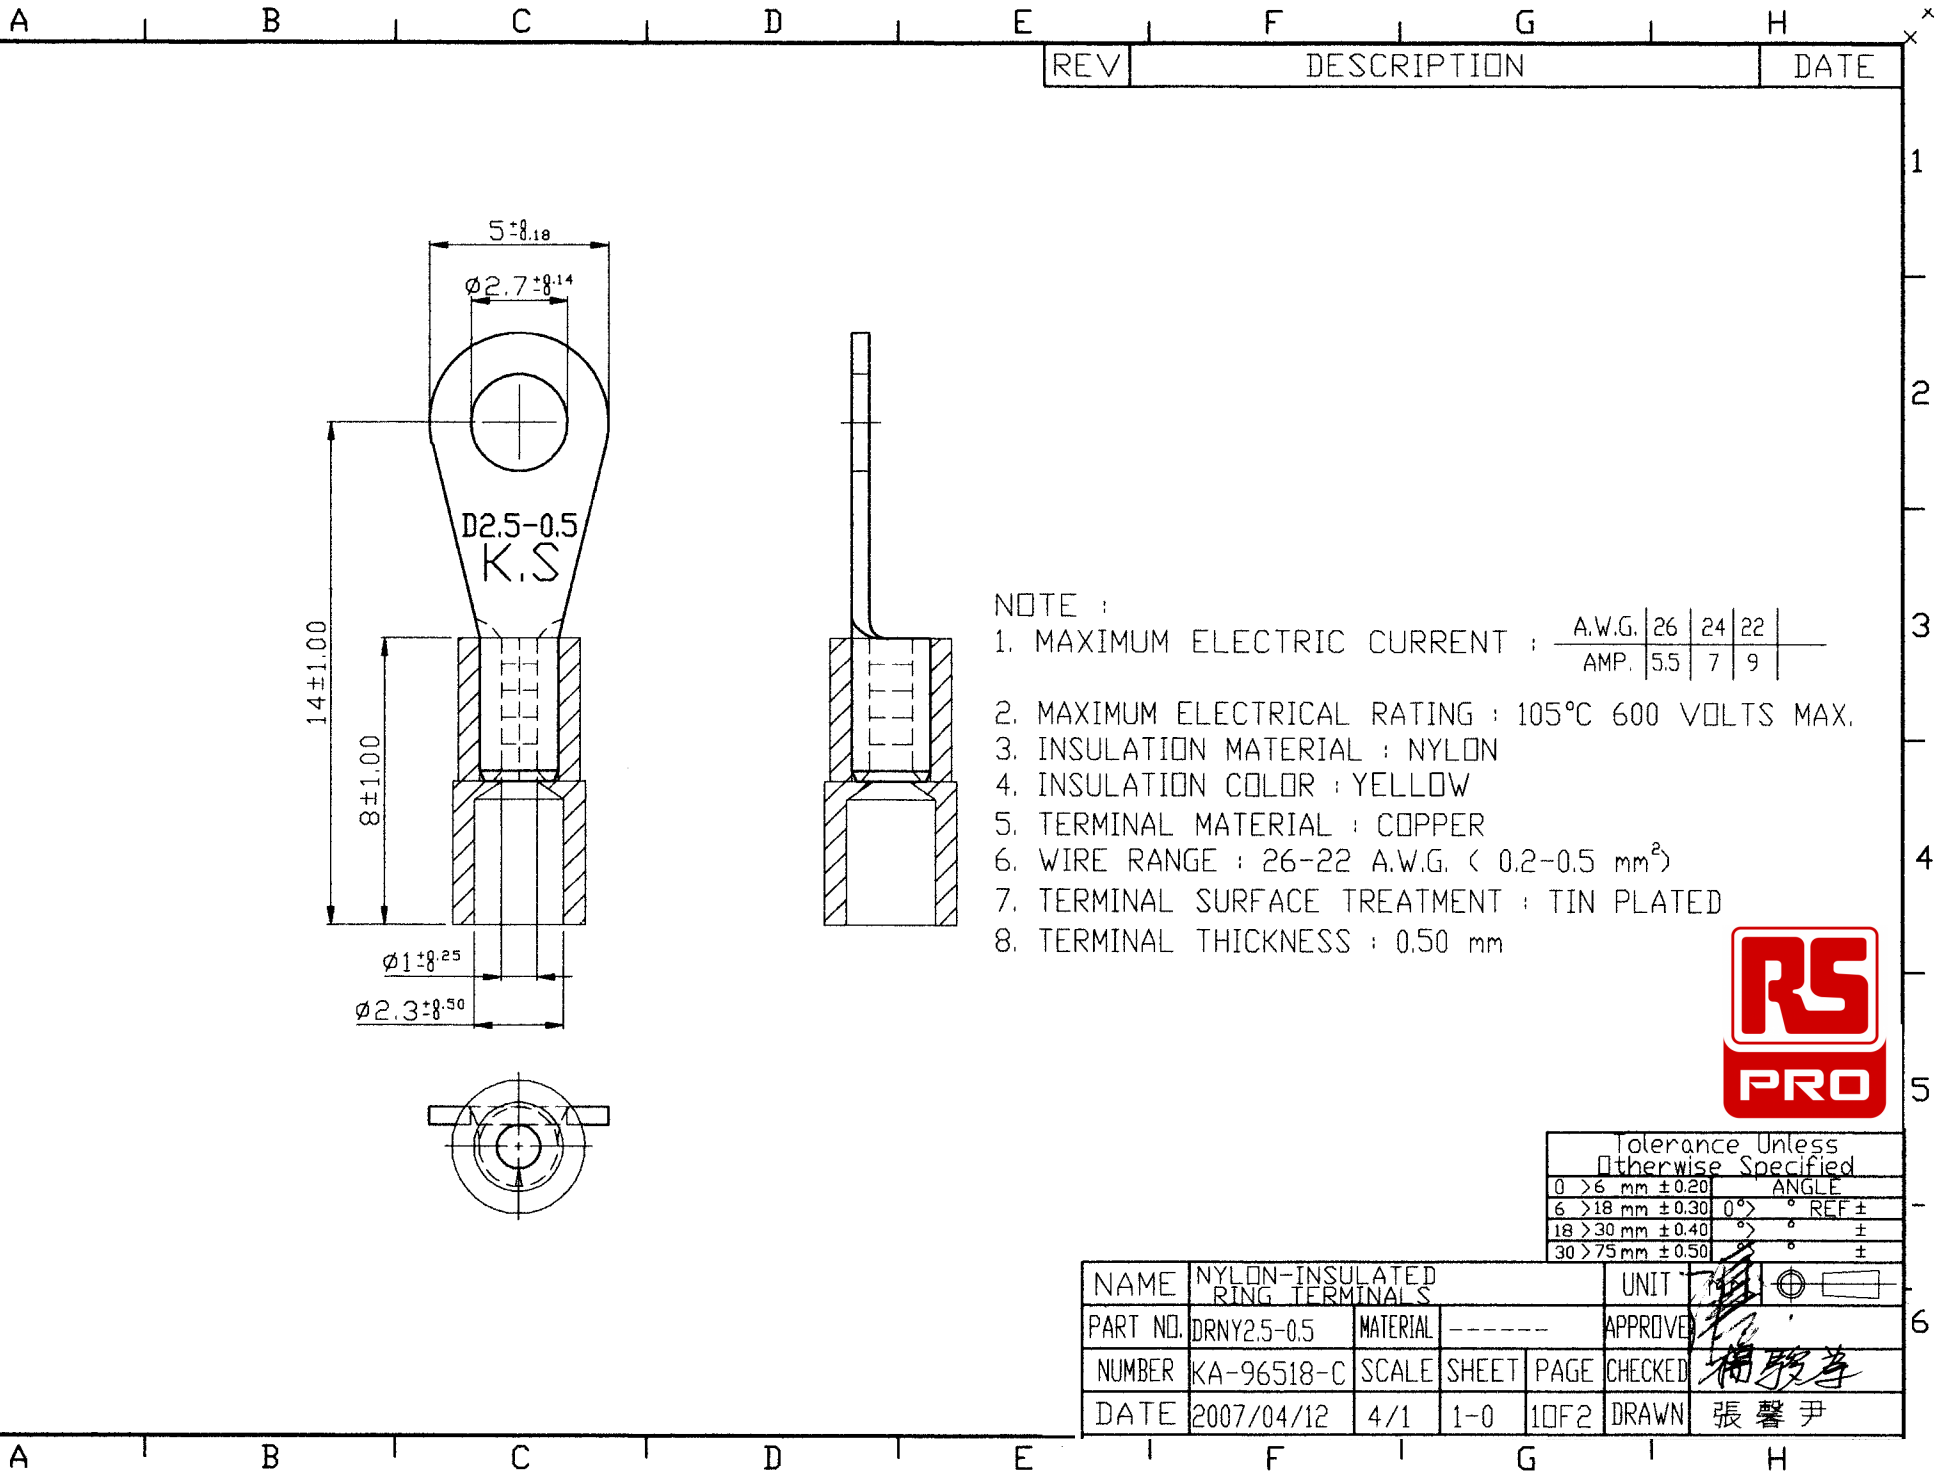 A B C D E F G H
REV DESCRIPTION DATE
1
2
3
4
5
6
5 +0 -0.18
Ø2.7 +0.14 -0
D2.5-0.5
K.S
14±1.00
8±1.00
Ø1 +0.25 -0
Ø2.3 +0.50 -0
NOTE :
1. MAXIMUM ELECTRIC CURRENT :
A.W.G. 26 24 22
AMP. 5.5 7 9
2. MAXIMUM ELECTRICAL RATING : 105°C 600 VOLTS MAX.
3. INSULATION MATERIAL : NYLON
4. INSULATION COLOR : YELLOW
5. TERMINAL MATERIAL : COPPER
6. WIRE RANGE : 26-22 A.W.G. ( 0.2-0.5 mm²)
7. TERMINAL SURFACE TREATMENT : TIN PLATED
8. TERMINAL THICKNESS : 0.50 mm
RS
PRO
Tolerance Unless
Otherwise Specified
0 >6 mm ±0.20 ANGLE
6 >18 mm ±0.30 0°> ° REF ±
18 >30 mm ±0.40 °> ° ±
30 >75 mm ±0.50 °> ° ±
NAME NYLON-INSULATED
RING TERMINALS
UNIT
PART NO. DRNY2.5-0.5 MATERIAL ------ APPROVE
NUMBER KA-96518-C SCALE SHEET PAGE CHECKED
DATE 2007/04/12 4/1 1-0 1OF2 DRAWN 張馨尹
A B C D E F G H